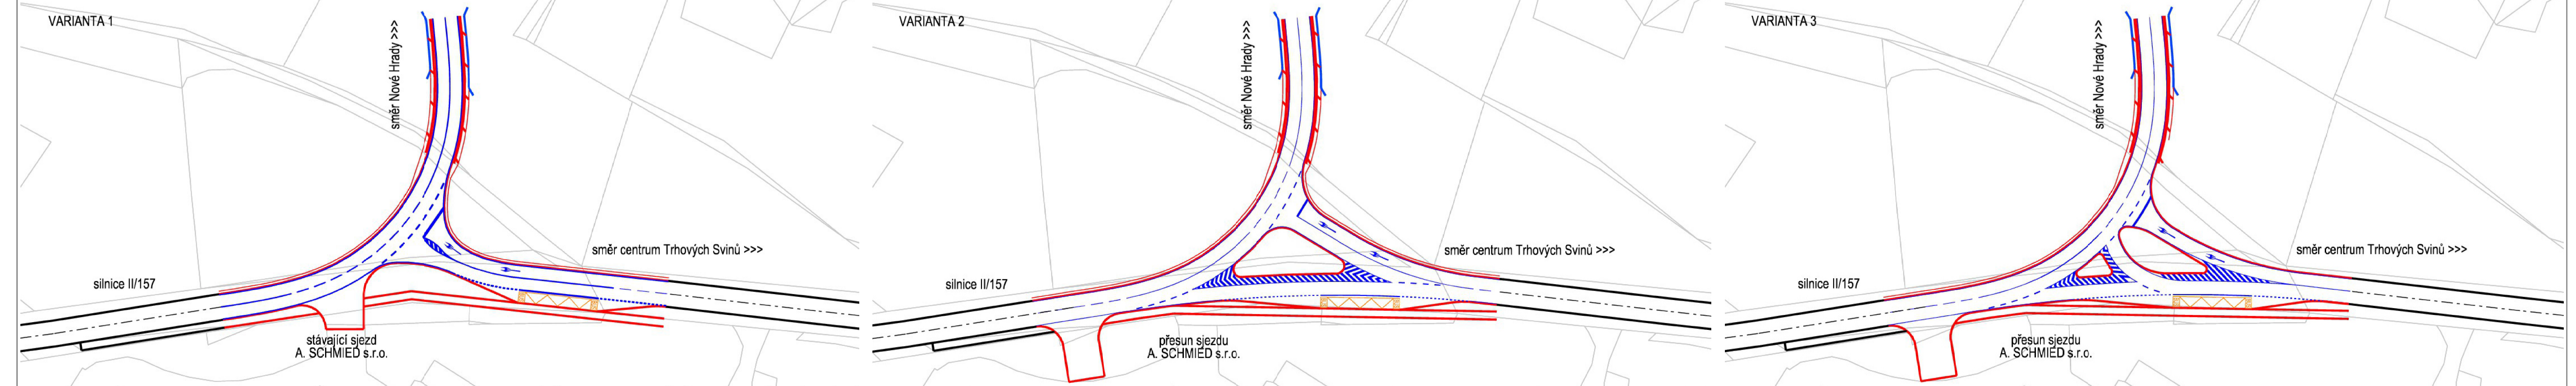 VARIANTA 1
směr Nové Hrady >>>
směr centrum Trhových Svinů >>>
silnice II/157
stávající sjezd
A. SCHMIED s.r.o.
VARIANTA 2
směr Nové Hrady >>>
směr centrum Trhových Svinů >>>
silnice II/157
přesun sjezdu
A. SCHMIED s.r.o.
VARIANTA 3
směr Nové Hrady >>>
směr centrum Trhových Svinů >>>
silnice II/157
přesun sjezdu
A. SCHMIED s.r.o.